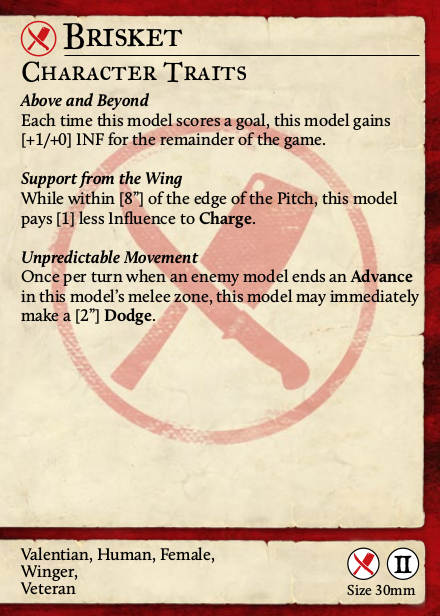 Brisket
Character Traits
Above and Beyond
Each time this model scores a goal, this model gains
[+1/+0] INF for the remainder of the game.
Support from the Wing
While within [8”] of the edge of the Pitch, this model
pays [1] less Influence to Charge.
Unpredictable Movement
Once per turn when an enemy model ends an Advance
in this model’s melee zone, this model may immediately
make a [2”] Dodge.
Valentian, Human, Female,
Winger,
Veteran
II
Size 30mm